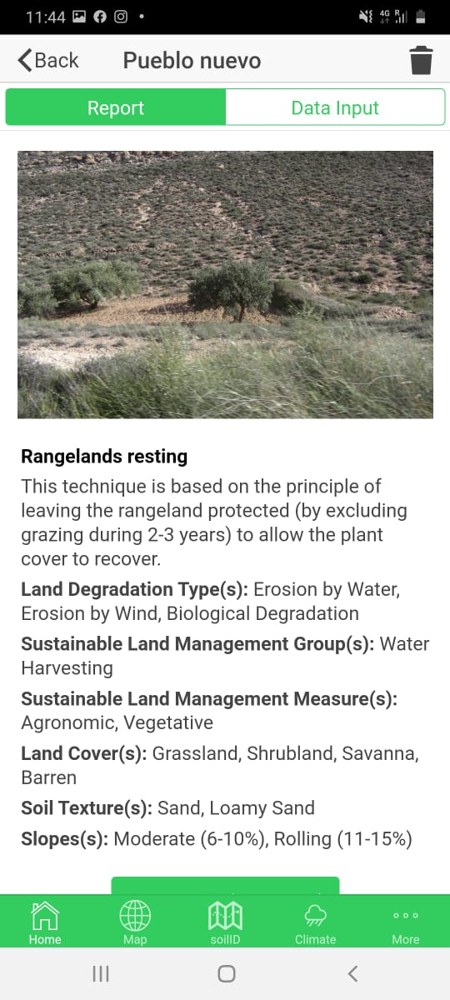 11:44
4G R
Back
Pueblo nuevo
Report
Data Input
Rangelands resting
This technique is based on the principle of
leaving the rangeland protected (by excluding
grazing during 2-3 years) to allow the plant
cover to recover.
Land Degradation Type(s): Erosion by Water,
Erosion by Wind, Biological Degradation
Sustainable Land Management Group(s): Water
Harvesting
Sustainable Land Management Measure(s):
Agronomic, Vegetative
Land Cover(s): Grassland, Shrubland, Savanna,
Barren
Soil Texture(s): Sand, Loamy Sand
Slopes(s): Moderate (6-10%), Rolling (11-15%)
Home
Map
soilID
Climate
More